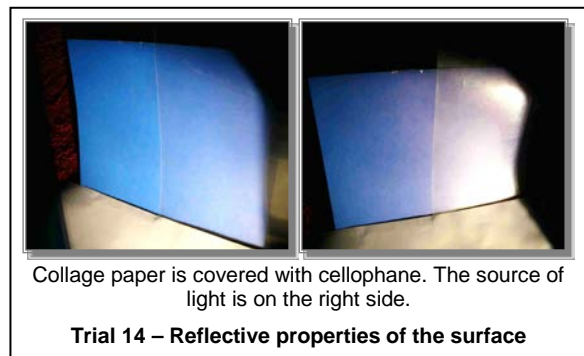 Collage paper is covered with cellophane. The source of
light is on the right side.
Trial 14 – Reflective properties of the surface